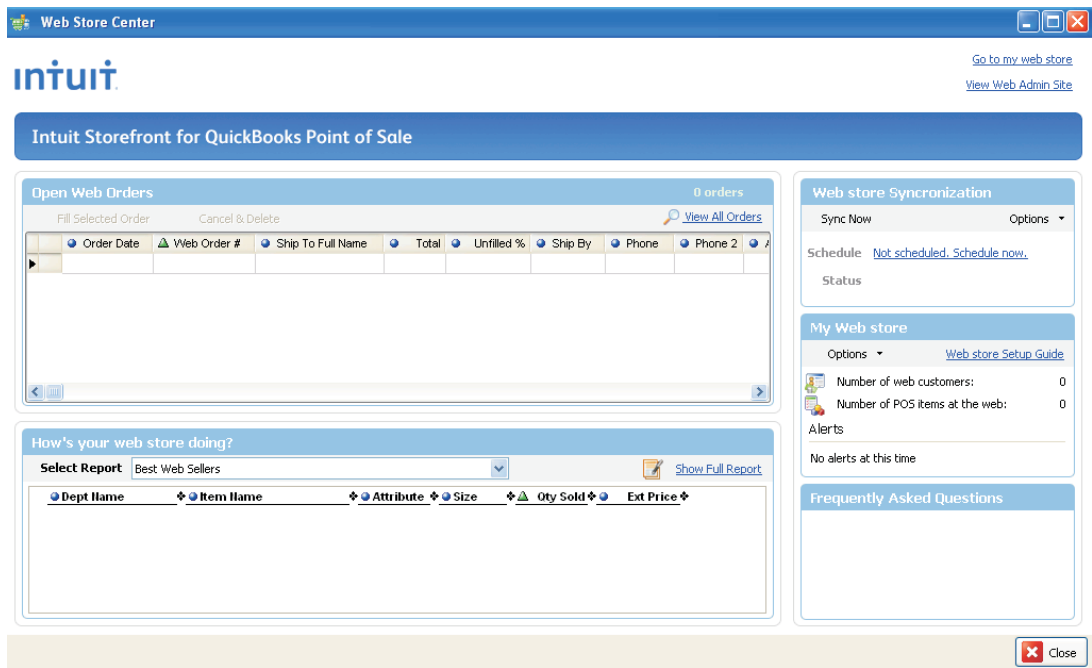 Web Store Center
intuit
Go to my web store
View Web Admin Site
Intuit Storefront for QuickBooks Point of Sale
Open Web Orders
0 orders
Fill Selected Order
Cancel & Delete
View All Orders
Order Date
Web Order #
Ship To Full Name
Total
Unfilled %
Ship By
Phone
Phone 2
How's your web store doing?
Select Report
Best Web Sellers
Show Full Report
Dept Name
Item Name
Attribute
Size
Qty Sold
Ext Price
Web store Syncronization
Sync Now
Options
Schedule
Not scheduled. Schedule now.
Status
My Web store
Options
Web store Setup Guide
Number of web customers: 0
Number of POS items at the web: 0
Alerts
No alerts at this time
Frequently Asked Questions
Close